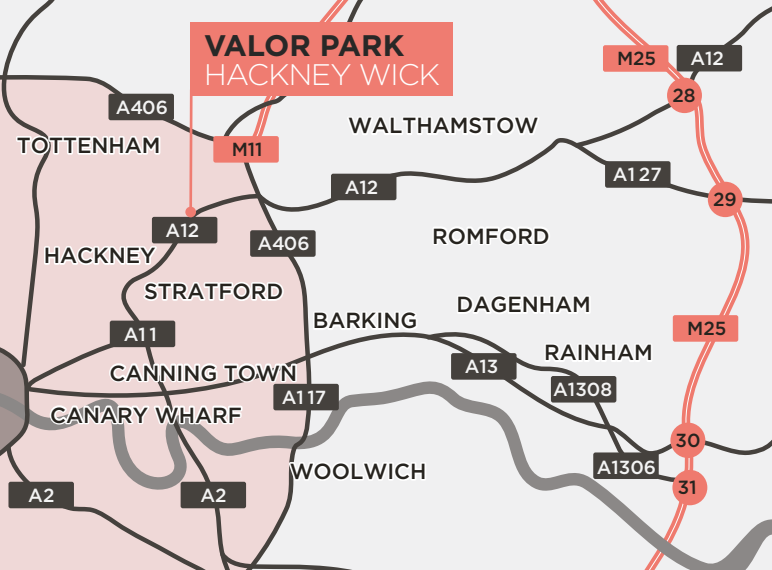 VALOR PARK
HACKNEY WICK
M25
A12
28
A406
WALTHAMSTOW
TOTTENHAM
M11
A127
A12
29
A12
ROMFORD
A406
HACKNEY
STRATFORD
DAGENHAM
BARKING
M25
A11
RAINHAM
CANNING TOWN
A13
A1308
A117
CANARY WHARF
30
A1306
WOOLWICH
31
A2
A2